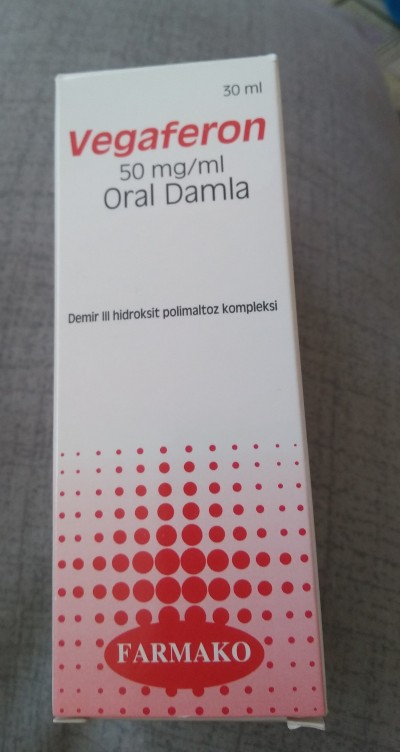 30 ml
Vegaferon
50 mg/ml
Oral Damla
Demir III hidroksit polimaltoz kompleksi
FARMAKO